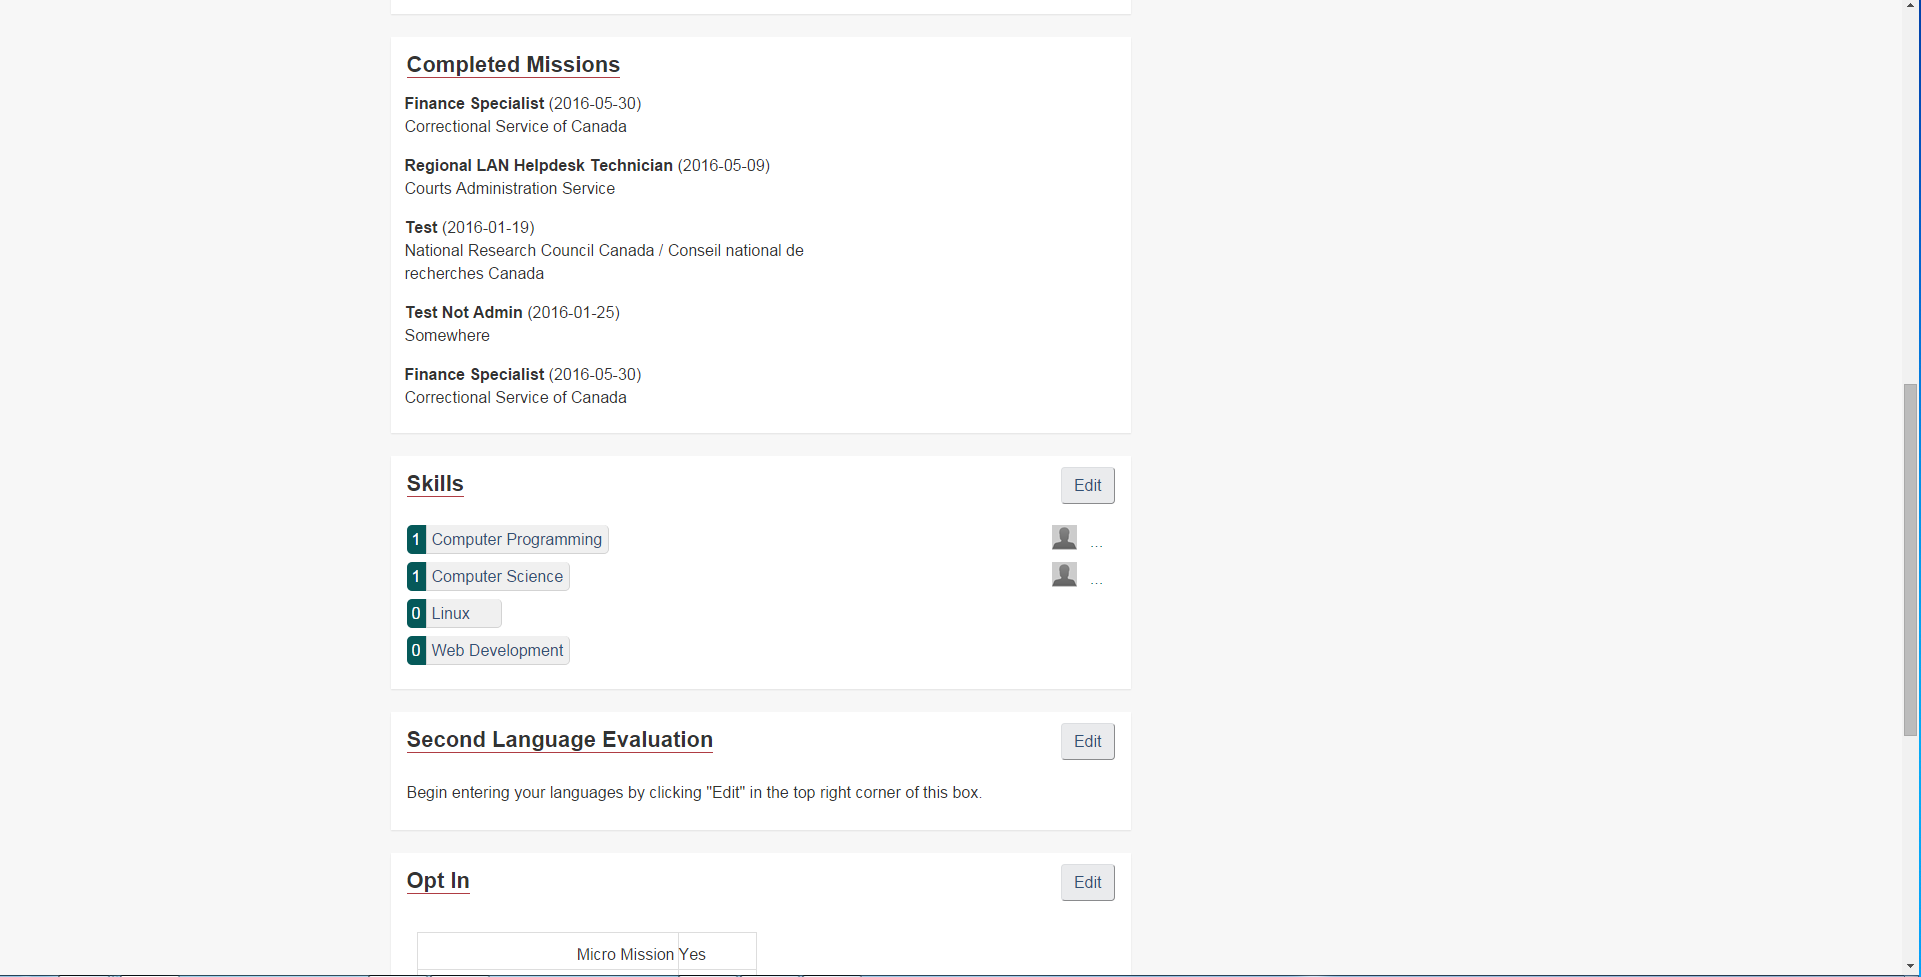 Completed Missions
Finance Specialist (2016-05-30)
Correctional Service of Canada
Regional LAN Helpdesk Technician (2016-05-09)
Courts Administration Service
Test (2016-01-19)
National Research Council Canada / Conseil national de
recherches Canada
Test Not Admin (2016-01-25)
Somewhere
Finance Specialist (2016-05-30)
Correctional Service of Canada
Skills
Edit
1 Computer Programming
...
1 Computer Science
...
0 Linux
0 Web Development
Second Language Evaluation
Edit
Begin entering your languages by clicking "Edit" in the top right corner of this box.
Opt In
Edit
Micro Mission Yes